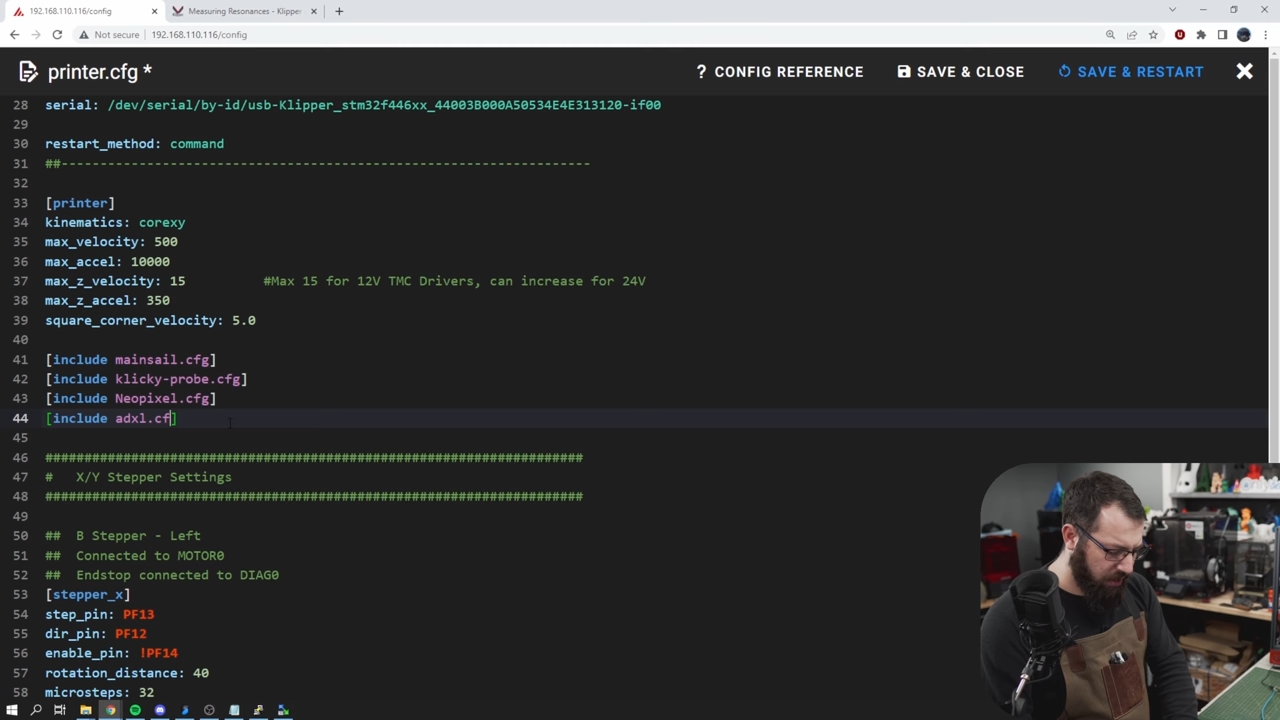 192.168.110.116/config
Measuring Resonances - Klippe
Not secure
192.168.110.116/config
printer.cfg *
? CONFIG REFERENCE
SAVE & CLOSE
SAVE & RESTART
28 serial: /dev/serial/by-id/usb-Klipper_stm32f446xx_44003B000A50534E4E313120-if00
29
30 restart_method: command
31 ##--------------------------------------------------------------------
32
33 [printer]
34 kinematics: corexy
35 max_velocity: 500
36 max_accel: 10000
37 max_z_velocity: 15 #Max 15 for 12V TMC Drivers, can increase for 24V
38 max_z_accel: 350
39 square_corner_velocity: 5.0
40
41 [include mainsail.cfg]
42 [include klicky-probe.cfg]
43 [include Neopixel.cfg]
44 [include adxl.cf]
45
46 #####################################################################
47 # X/Y Stepper Settings
48 #####################################################################
49
50 ## B Stepper - Left
51 ## Connected to MOTOR0
52 ## Endstop connected to DIAG0
53 [stepper_x]
54 step_pin: PF13
55 dir_pin: PF12
56 enable_pin: !PF14
57 rotation_distance: 40
58 microsteps: 32